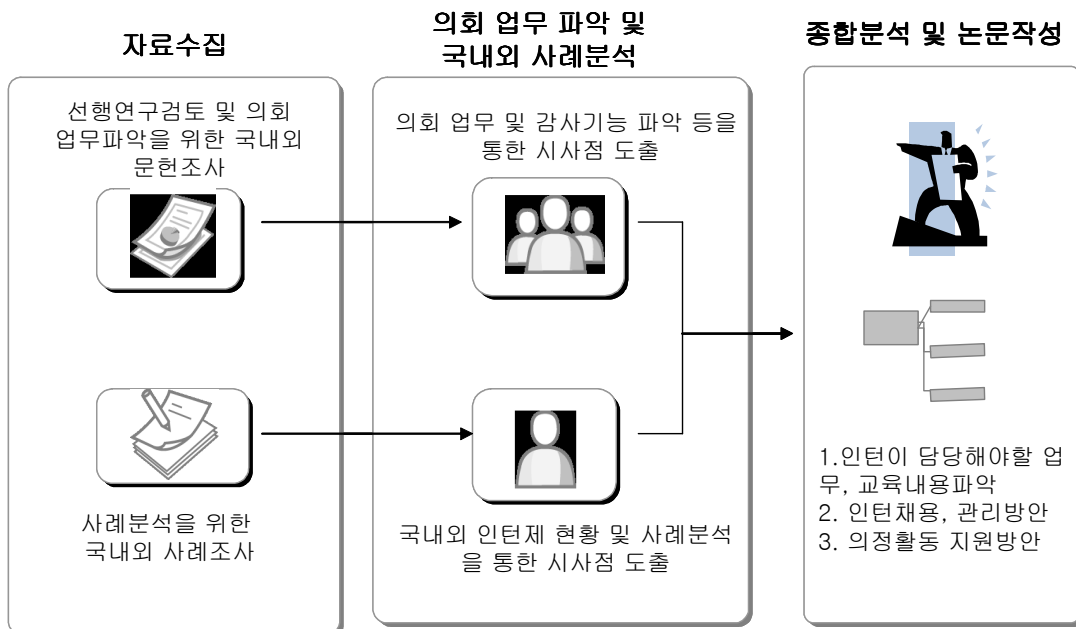 자료수집
선행연구검토 및 의회
업무파악을 위한 국내외
문헌조사
사례분석을 위한
국내외 사례조사
의회 업무 파악 및
국내외 사례분석
의회 업무 및 감사기능 파악 등을
통한 시사점 도출
국내외 인턴제 현황 및 사례분석
을 통한 시사점 도출
종합분석 및 논문작성
1.인턴이 담당해야할 업
무, 교육내용파악
2. 인턴채용, 관리방안
3. 의정활동 지원방안